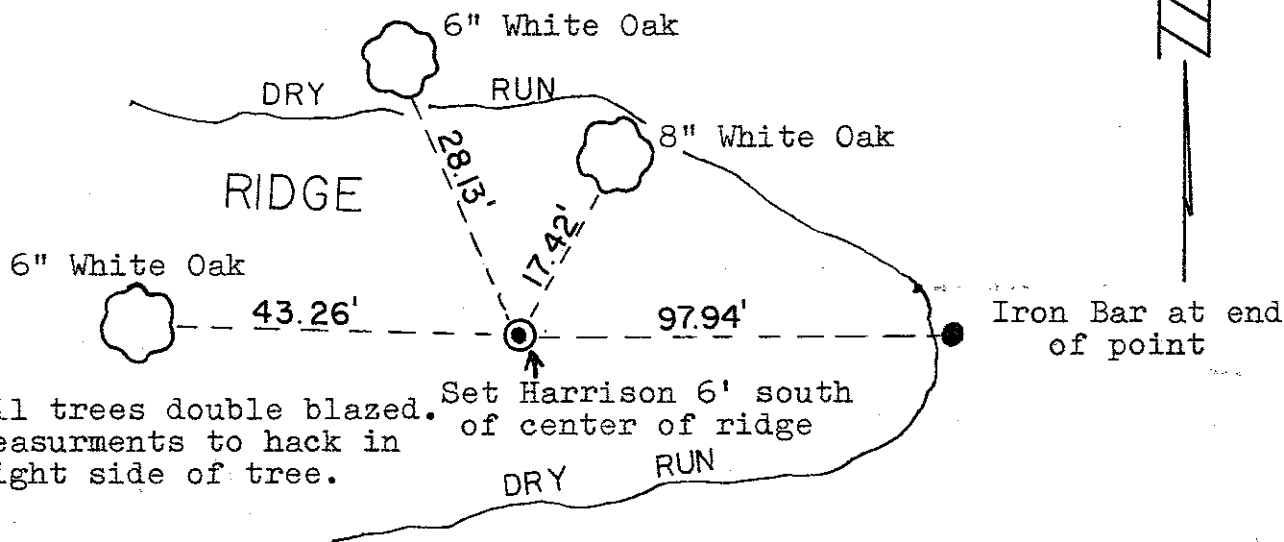 6" White Oak
DRY RUN
8" White Oak
28.13'
RIDGE
17.42'
6" White Oak
43.26'
97.94'
Iron Bar at end
of point
Set Harrison 6' south
of center of ridge
trees double blazed.
to hack in
side of tree.
DRY RUN